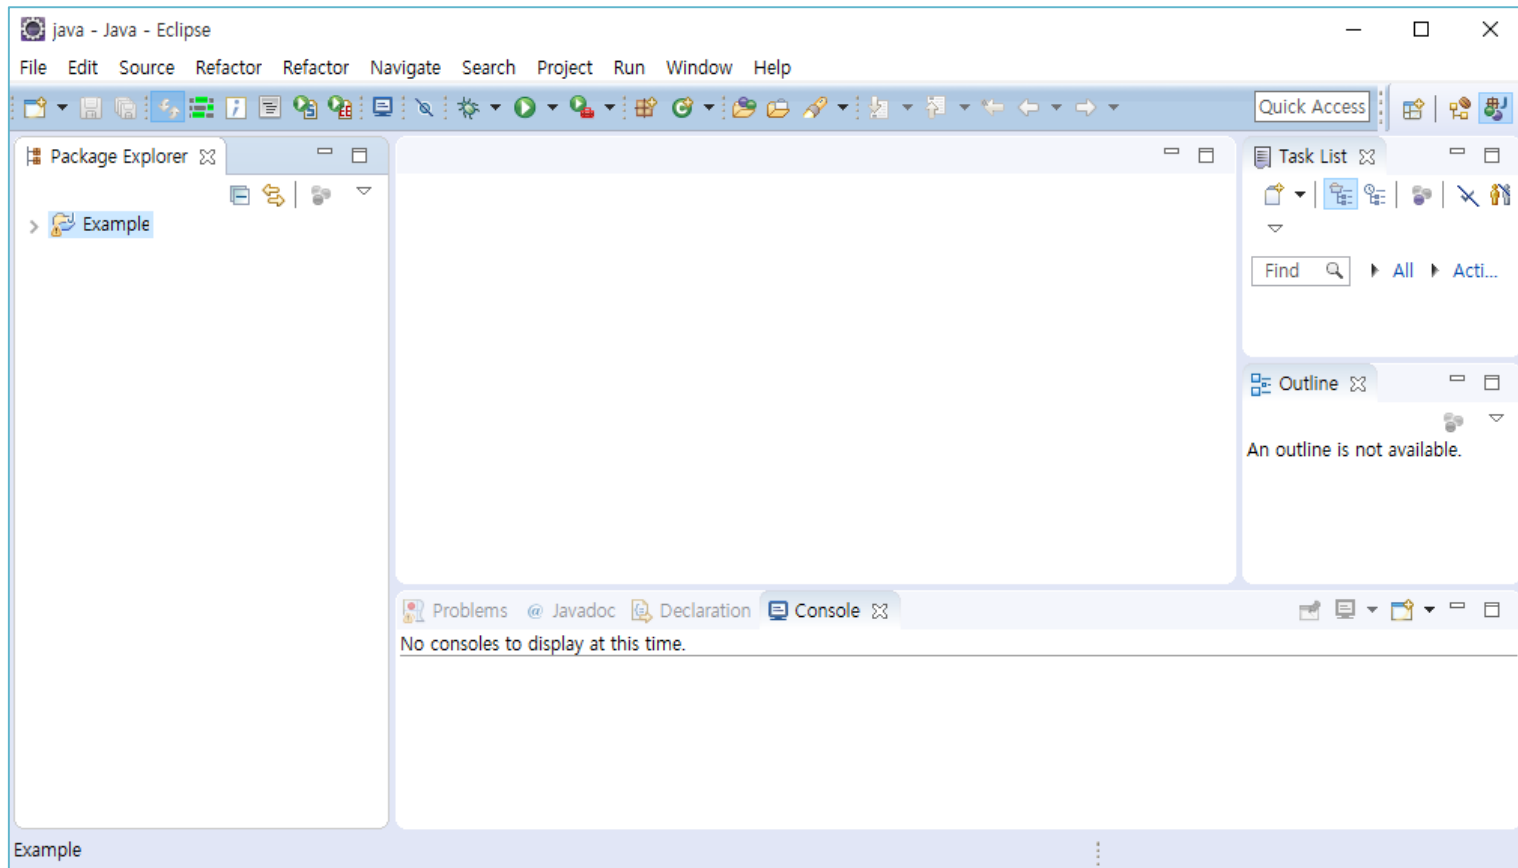 java - Java - Eclipse
File Edit Source Refactor Refactor Navigate Search Project Run Window Help
Quick Access
Package Explorer
Example
Task List
Find All Acti...
Outline
An outline is not available.
Problems @ Javadoc Declaration Console
No consoles to display at this time.
Example